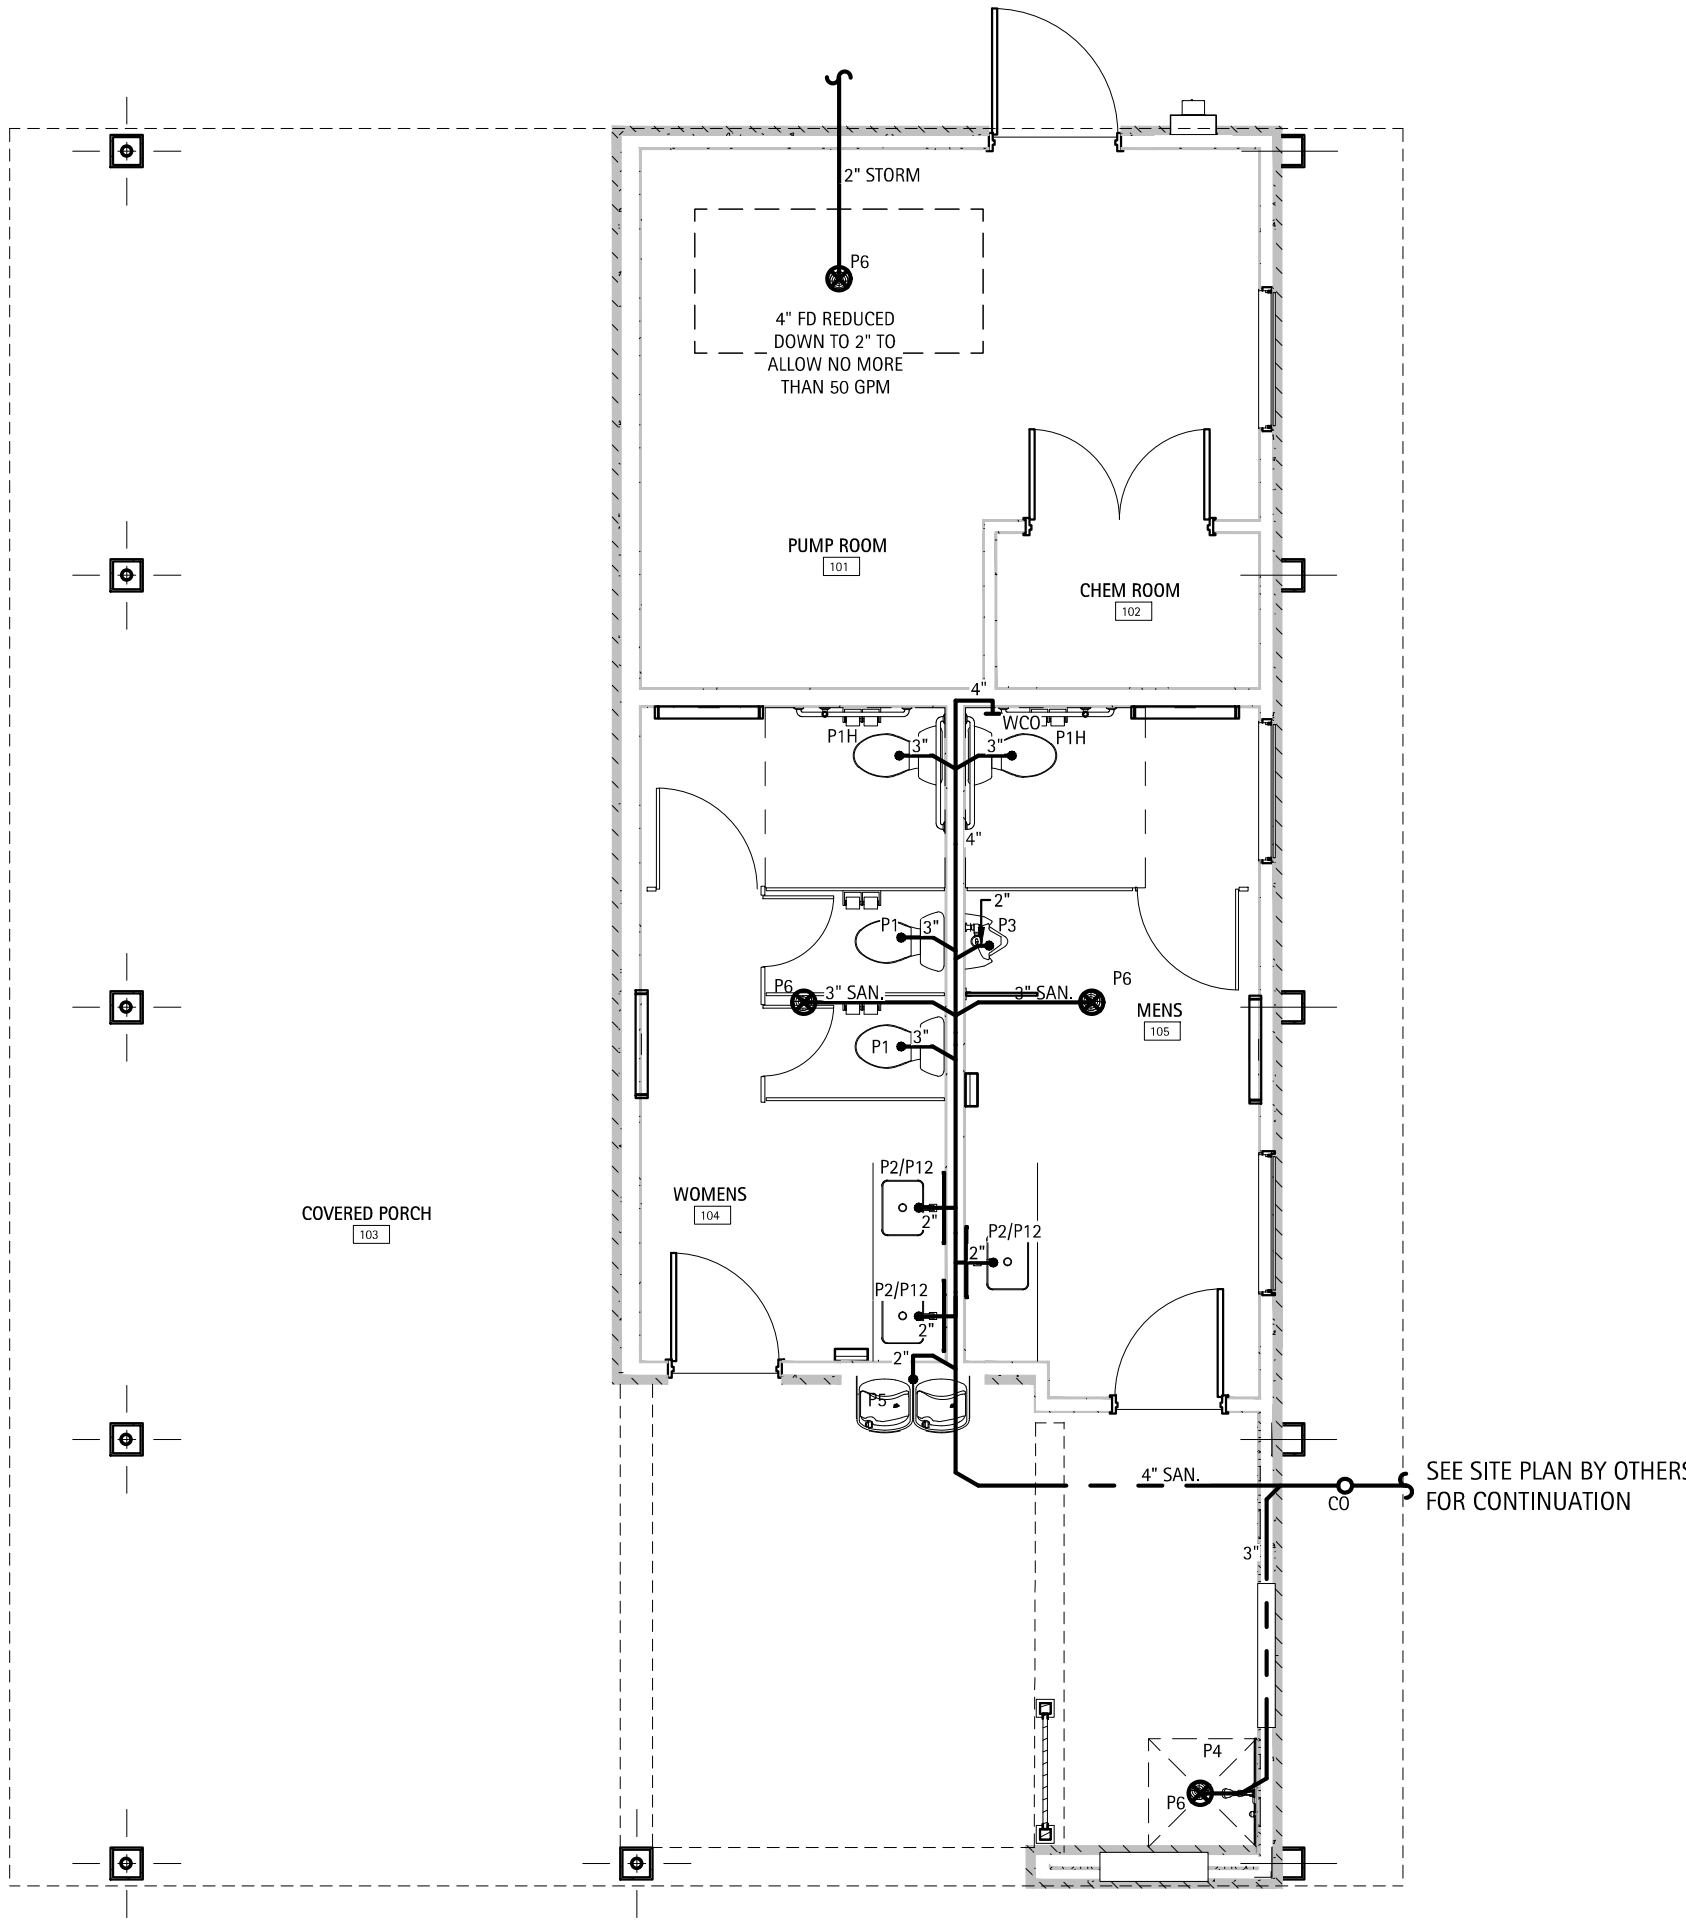 2" STORM
P6
4" FD REDUCED
DOWN TO 2" TO
ALLOW NO MORE
THAN 50 GPM
PUMP ROOM
101
CHEM ROOM
102
4"
WCO
P1H
3"
3"
P1H
4"
2"
P1
3"
P3
P6
3" SAN.
3" SAN.
P6
MENS
105
P1
3"
P2/P12
2"
WOMENS
104
COVERED PORCH
103
P2/P12
2"
P2/P12
2"
2"
P5
4" SAN.
CO
SEE SITE PLAN BY OTHERS
FOR CONTINUATION
3"
P4
P6